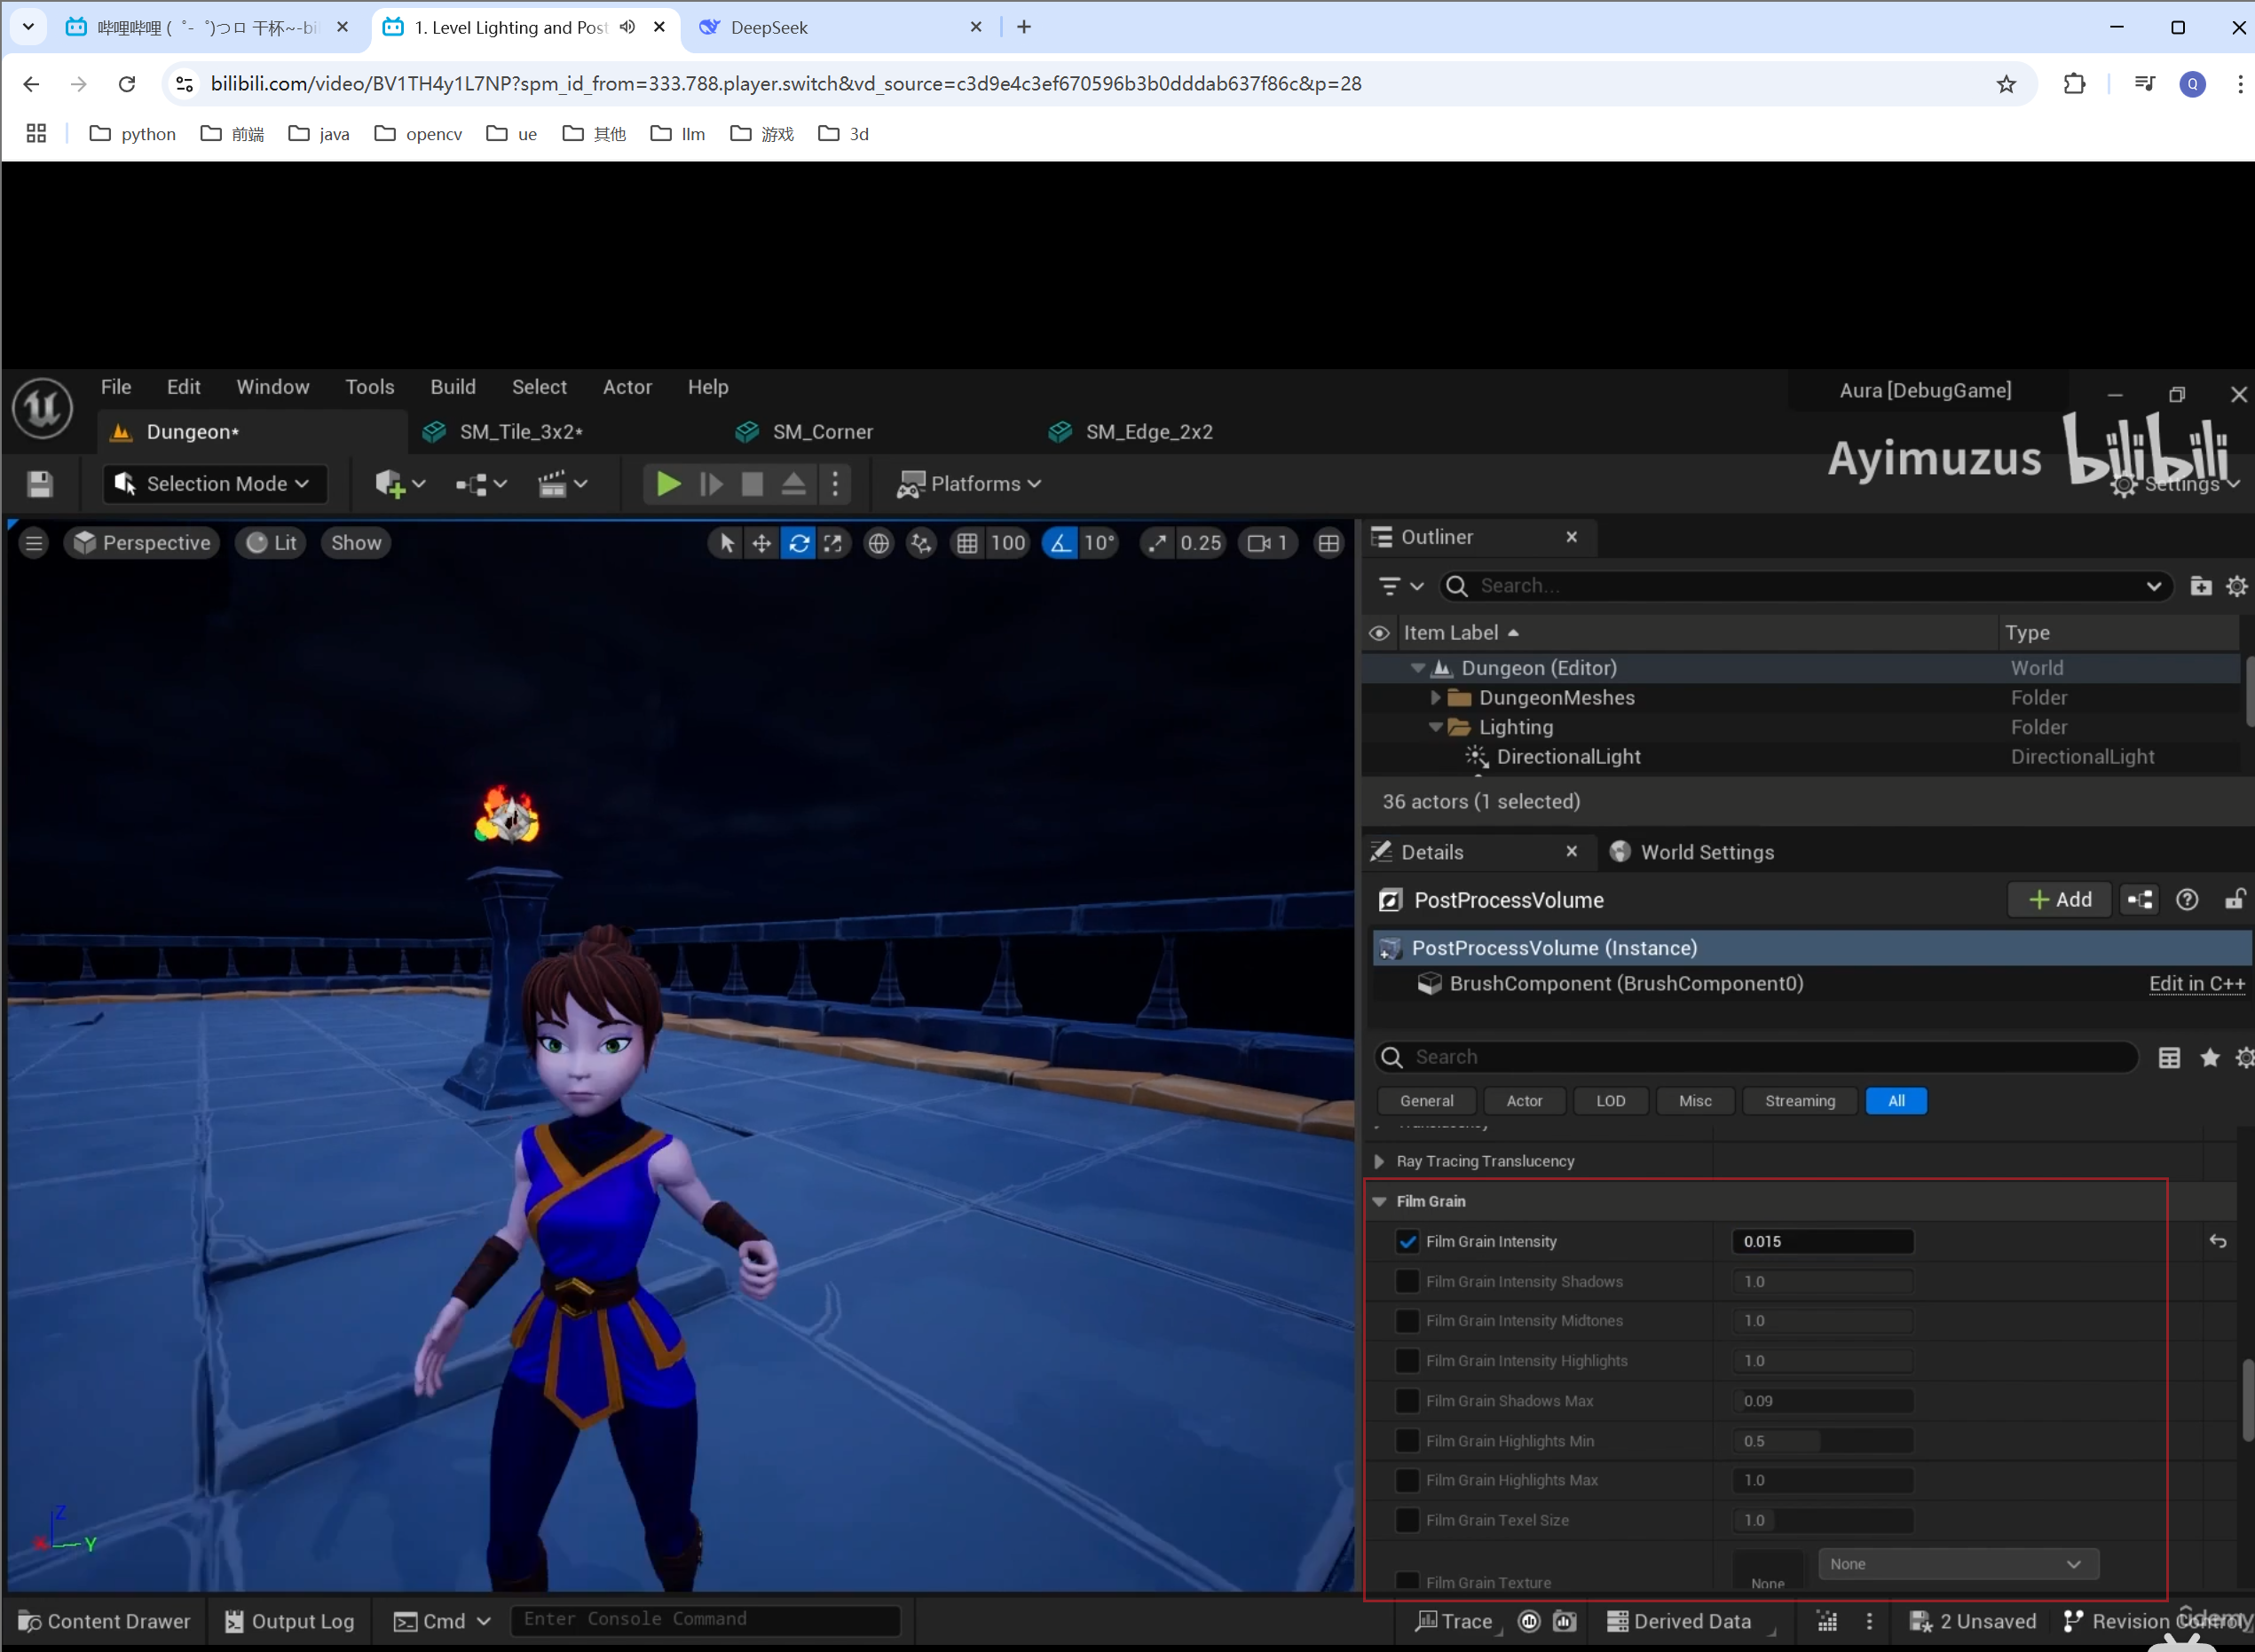 哔哩哔哩 (゜-゜)つロ 干杯~-bi
1. Level Lighting and Post
DeepSeek
bilibili.com/video/BV1TH4y1L7NP?spm_id_from=333.788.player.switch&vd_source=c3d9e4c3ef670596b3b0dddab637f86c&p=28
Q
python 前端 java opencv ue 其他 llm 游戏 3d
File Edit Window Tools Build Select Actor Help
Aura [DebugGame]
Dungeon* SM_Tile_3x2* SM_Corner SM_Edge_2x2
Ayimuzus bilibili
Selection Mode Platforms Settings
Perspective Lit Show 100 10° 0.25 1
Outliner
Search...
Item Label Type
Dungeon (Editor) World
DungeonMeshes Folder
Lighting Folder
DirectionalLight DirectionalLight
36 actors (1 selected)
Details World Settings
PostProcessVolume Add
PostProcessVolume (Instance)
BrushComponent (BrushComponent0) Edit in C++
Search
General Actor LOD Misc Streaming All
Translucency
Ray Tracing Translucency
Film Grain
Film Grain Intensity 0.015
Film Grain Intensity Shadows 1.0
Film Grain Intensity Midtones 1.0
Film Grain Intensity Highlights 1.0
Film Grain Shadows Max 0.09
Film Grain Highlights Min 0.5
Film Grain Highlights Max 1.0
Film Grain Texel Size 1.0
Film Grain Texture None None
Z
X
Y
Content Drawer Output Log Cmd Enter Console Command Trace Derived Data 2 Unsaved Revision Control
Udemy